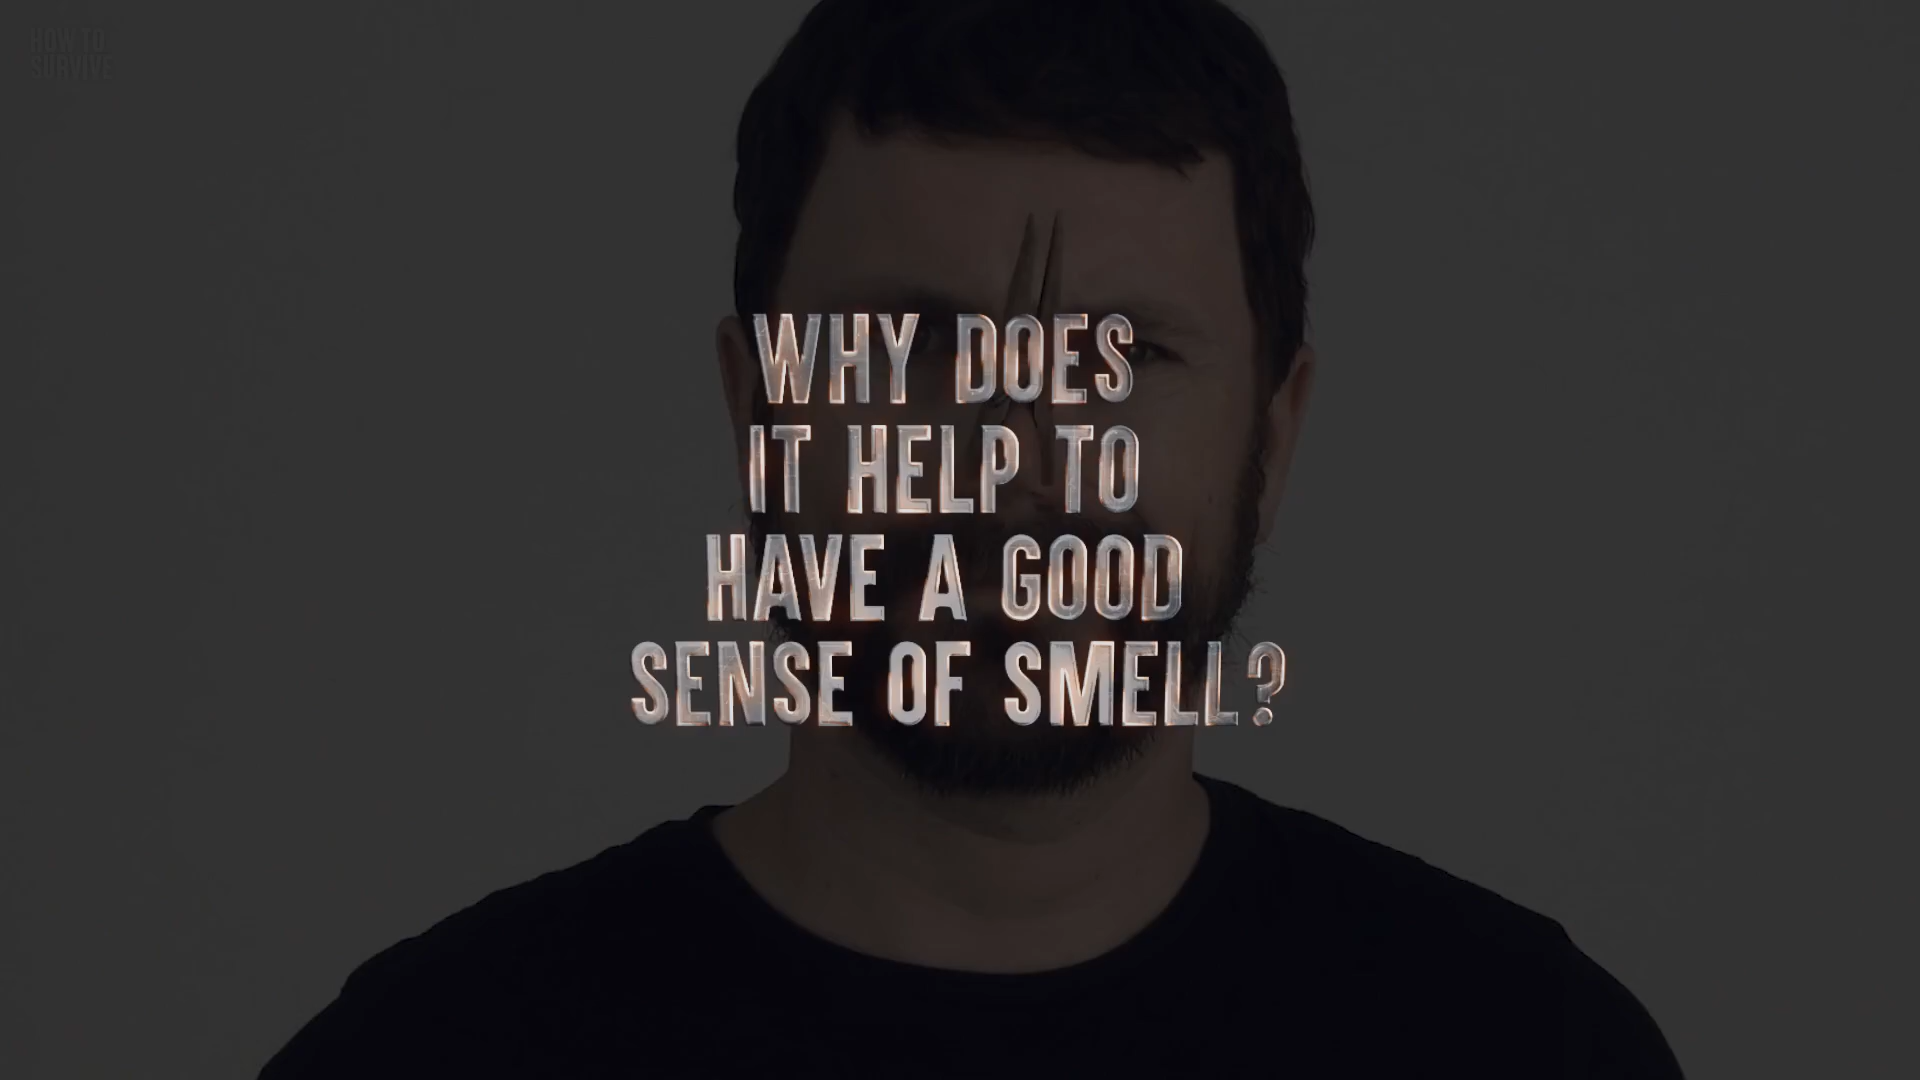 HOW TO
SURVIVE
WHY DOES
IT HELP TO
HAVE A GOOD
SENSE OF SMELL?